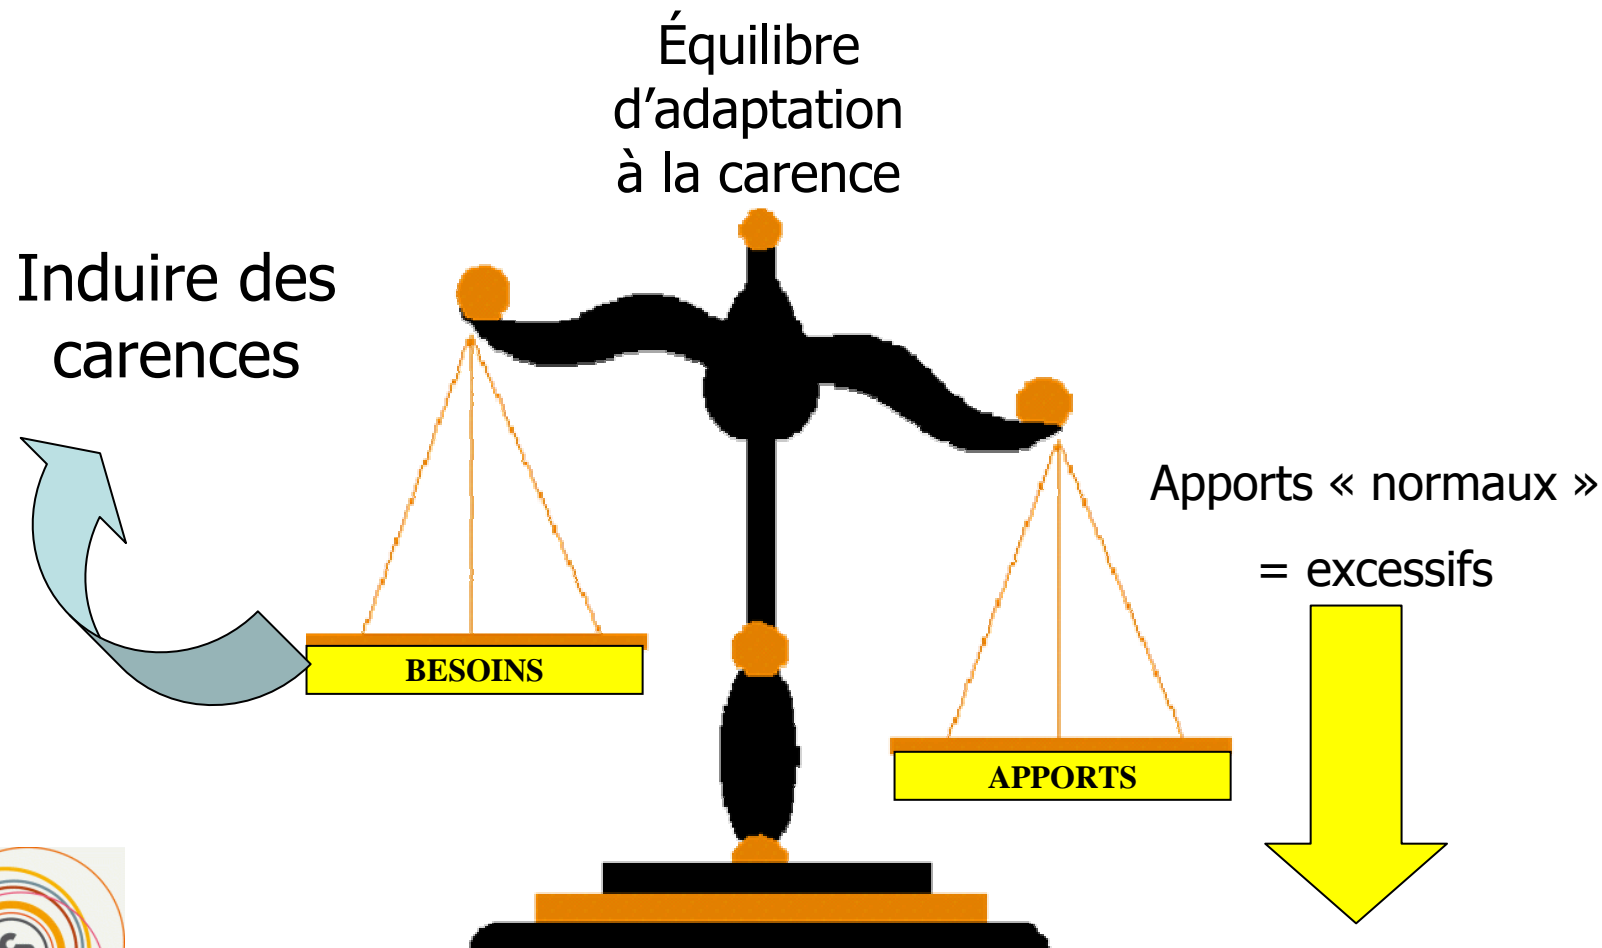 Équilibre
d’adaptation
à la carence
Induire des
carences
Apports « normaux »
= excessifs
BESOINS
APPORTS